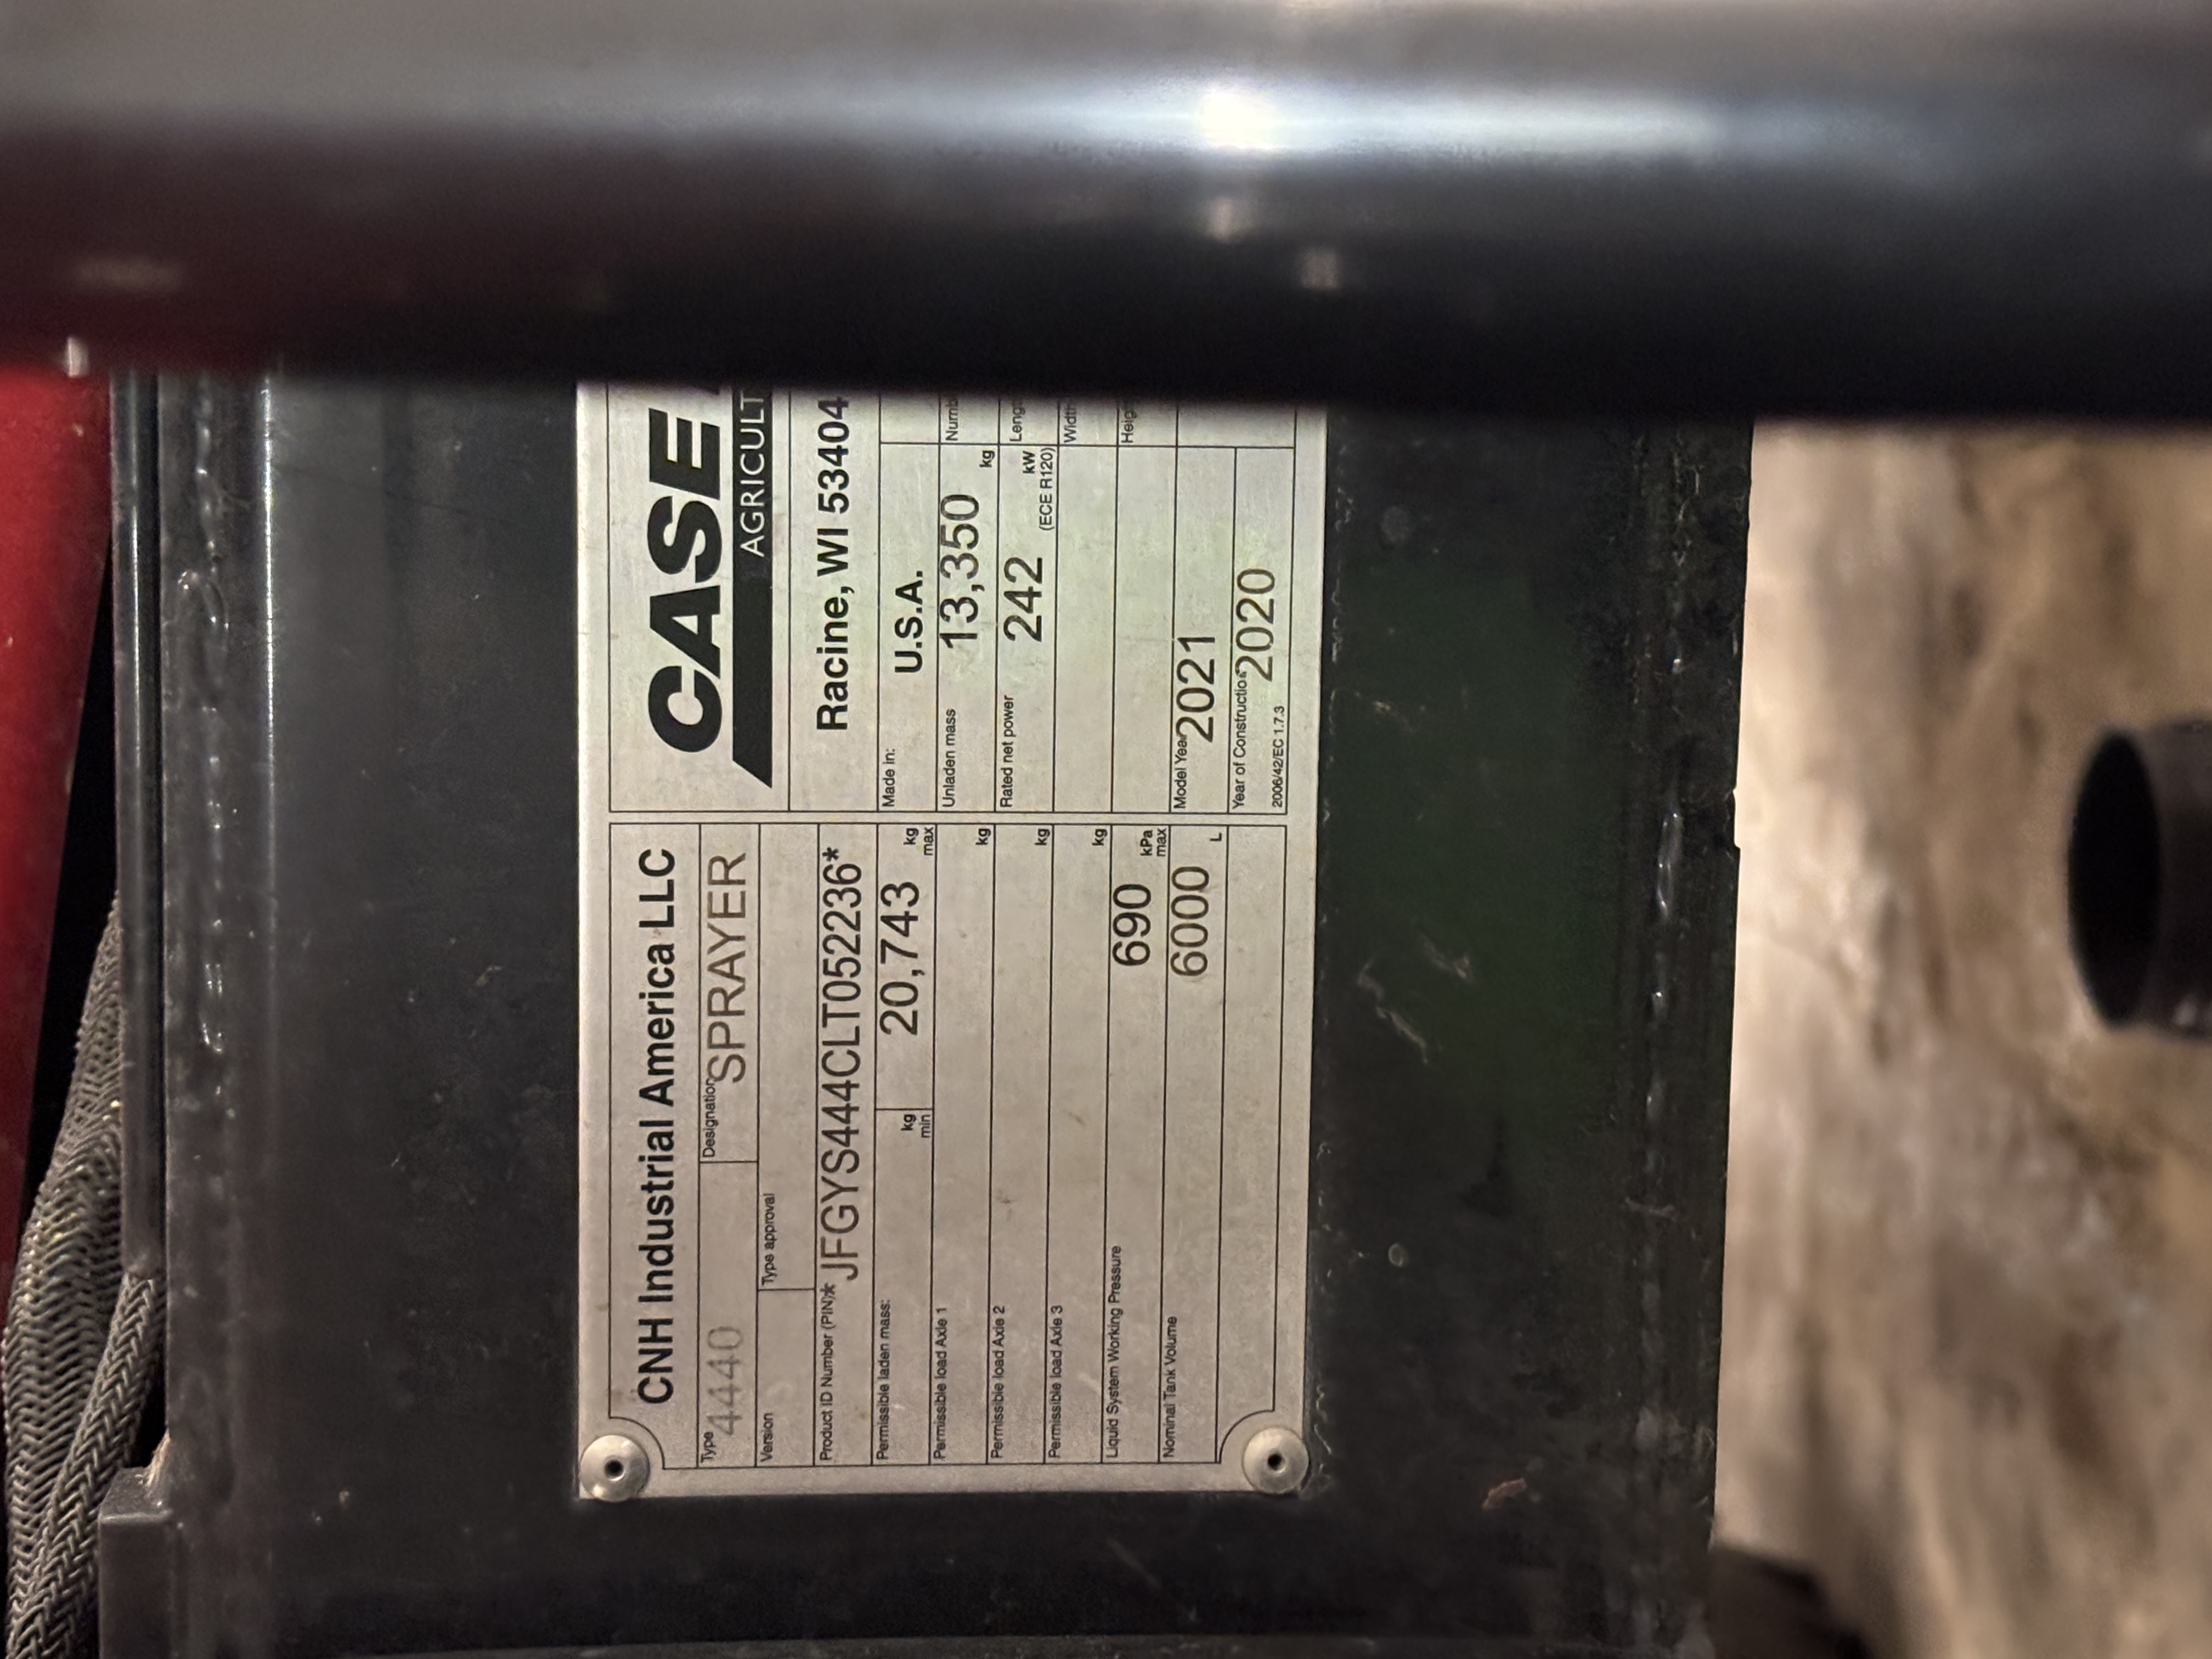 CNH Industrial America LLC
Type 4440
Designation SPRAYER
Version
Type approval
Product ID Number (PIN)* JFGYS444CLT052236*
Permissible laden mass: kg min 20,743 kg max
Permissible load Axle 1 kg
Permissible load Axle 2 kg
Permissible load Axle 3 kg
Liquid System Working Pressure 690 kPa max
Nominal Tank Volume 6000 L
CASE
AGRICULT
Racine, WI 53404
Made in: U.S.A.
Unladen mass 13,350 kg
Rated net power 242 kW
(ECE R120)
Model Year 2021
Year of Construction 2020
2006/42/EC 1.7.3
Numb
Leng
Width
Heig